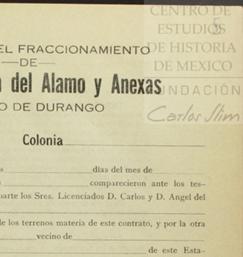 CENTRO DE
ESTUDIOS
DE HISTORIA
DE MEXICO
FUNDACIÓN
Carlos Slim
5
EL FRACCIONAMIENTO
—DE—
del Alamo y Anexas
O DE DURANGO
Colonia
días del mes de
comparecieron ante los tes-
parte los Sres. Licenciados D. Carlos y D. Angel del
de los terrenos materia de este contrato, y por la otra
vecino de
de este Esta-